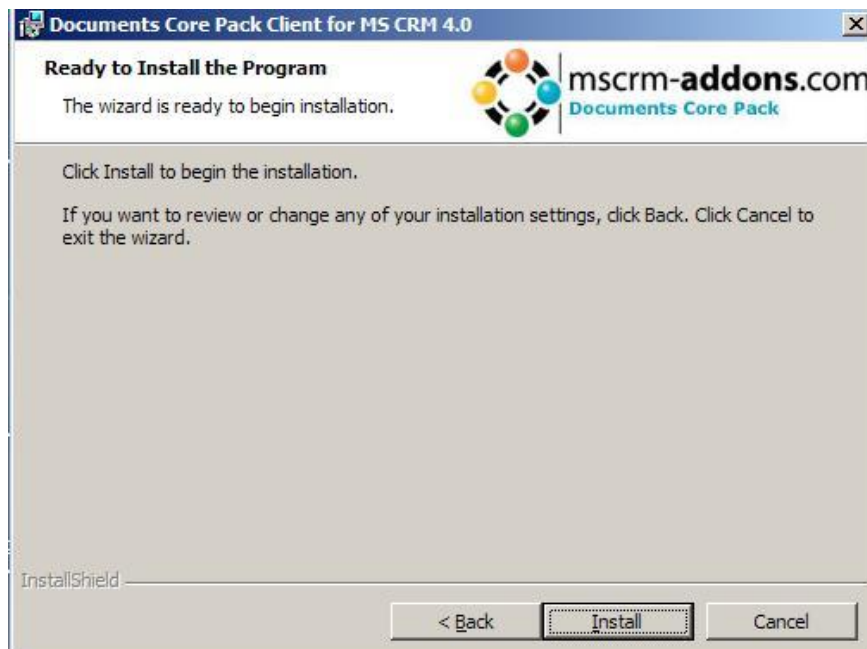 Documents Core Pack Client for MS CRM 4.0
Ready to Install the Program
The wizard is ready to begin installation.
mscrm-addons.com
Documents Core Pack
Click Install to begin the installation.
If you want to review or change any of your installation settings, click Back. Click Cancel to
exit the wizard.
InstallShield
< Back
Install
Cancel